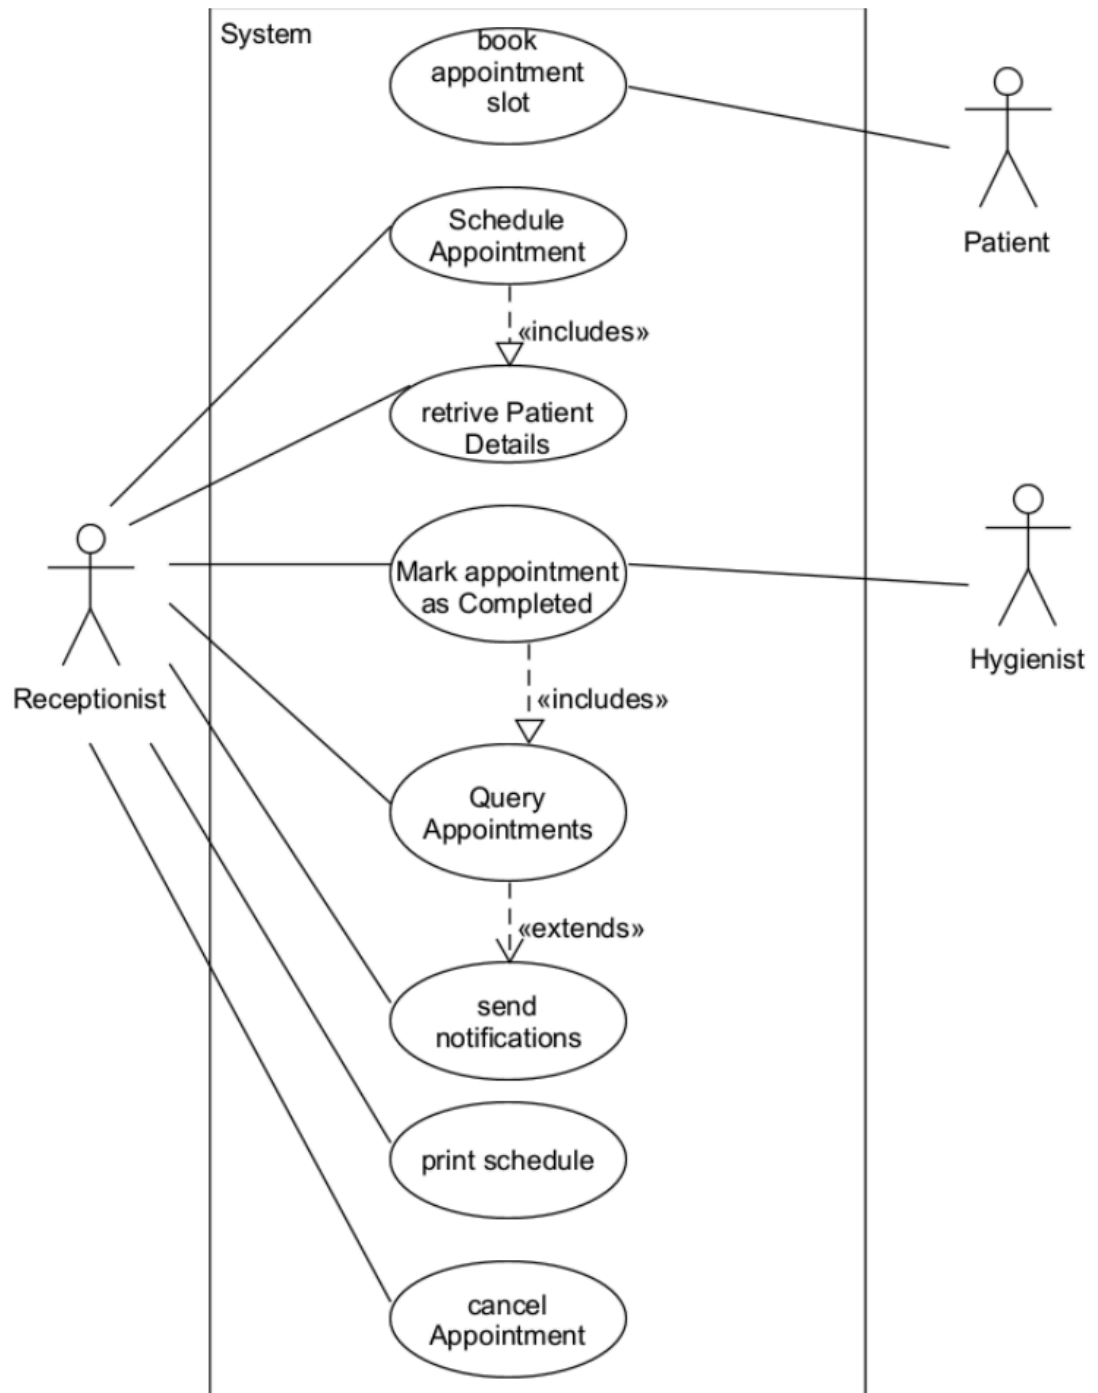 System
book
appointment
slot
Patient
Schedule
Appointment
«includes»
retrive Patient
Details
Mark appointment
as Completed
Receptionist
Hygienist
«includes»
Query
Appointments
«extends»
send
notifications
print schedule
cancel
Appointment